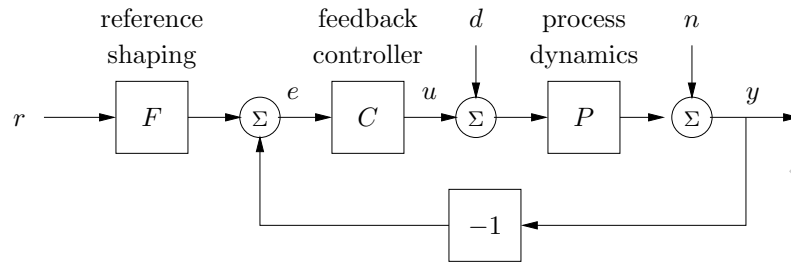 reference feedback process
shaping controller d dynamics n
r F Σ e C u Σ P Σ y
−1